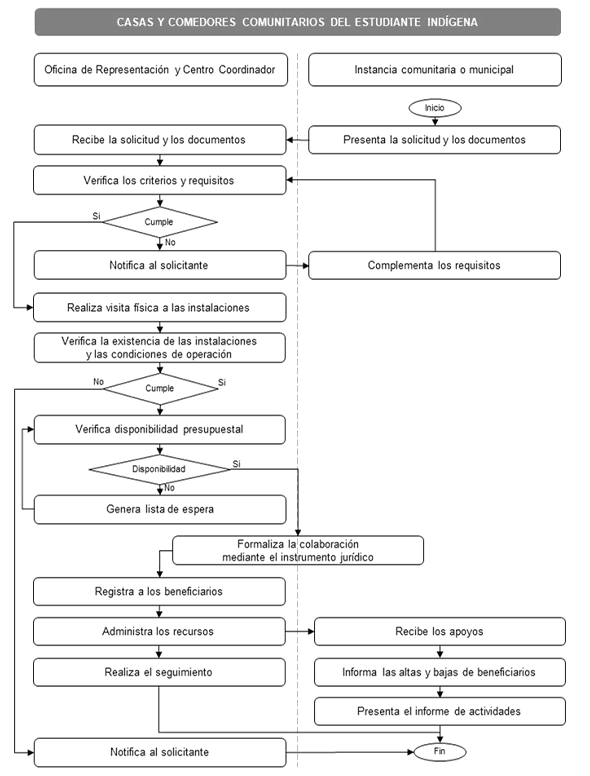 CASAS Y COMEDORES COMUNITARIOS DEL ESTUDIANTE INDÍGENA
Oficina de Representación y Centro Coordinador
Instancia comunitaria o municipal
Inicio
Recibe la solicitud y los documentos
Presenta la solicitud y los documentos
Verifica los criterios y requisitos
Si
Cumple
No
Notifica al solicitante
Complementa los requisitos
Realiza visita física a las instalaciones
Verifica la existencia de las instalaciones
y las condiciones de operación
No
Cumple
Si
Verifica disponibilidad presupuestal
Disponibilidad
Si
No
Genera lista de espera
Formaliza la colaboración
mediante el instrumento jurídico
Registra a los beneficiarios
Administra los recursos
Recibe los apoyos
Realiza el seguimiento
Informa las altas y bajas de beneficiarios
Presenta el informe de actividades
Notifica al solicitante
Fin